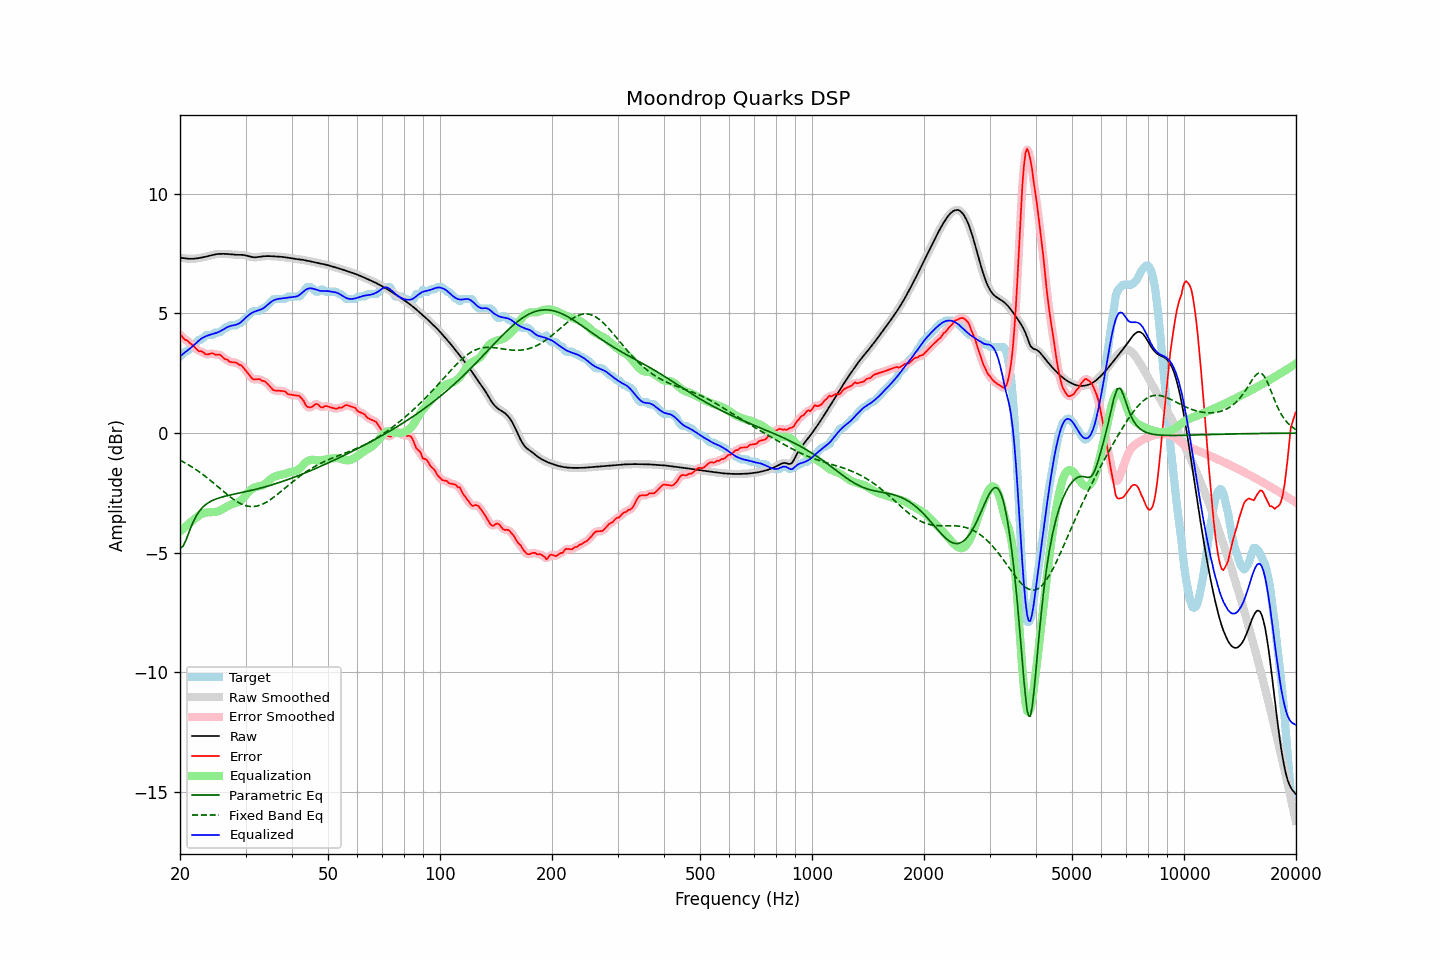 Moondrop Quarks DSP
Amplitude (dBr)
10
5
0
−5
−10
−15
Target
Raw Smoothed
Error Smoothed
Raw
Error
Equalization
Parametric Eq
Fixed Band Eq
Equalized
20 50 100 200 500 1000 2000 5000 10000 20000
Frequency (Hz)